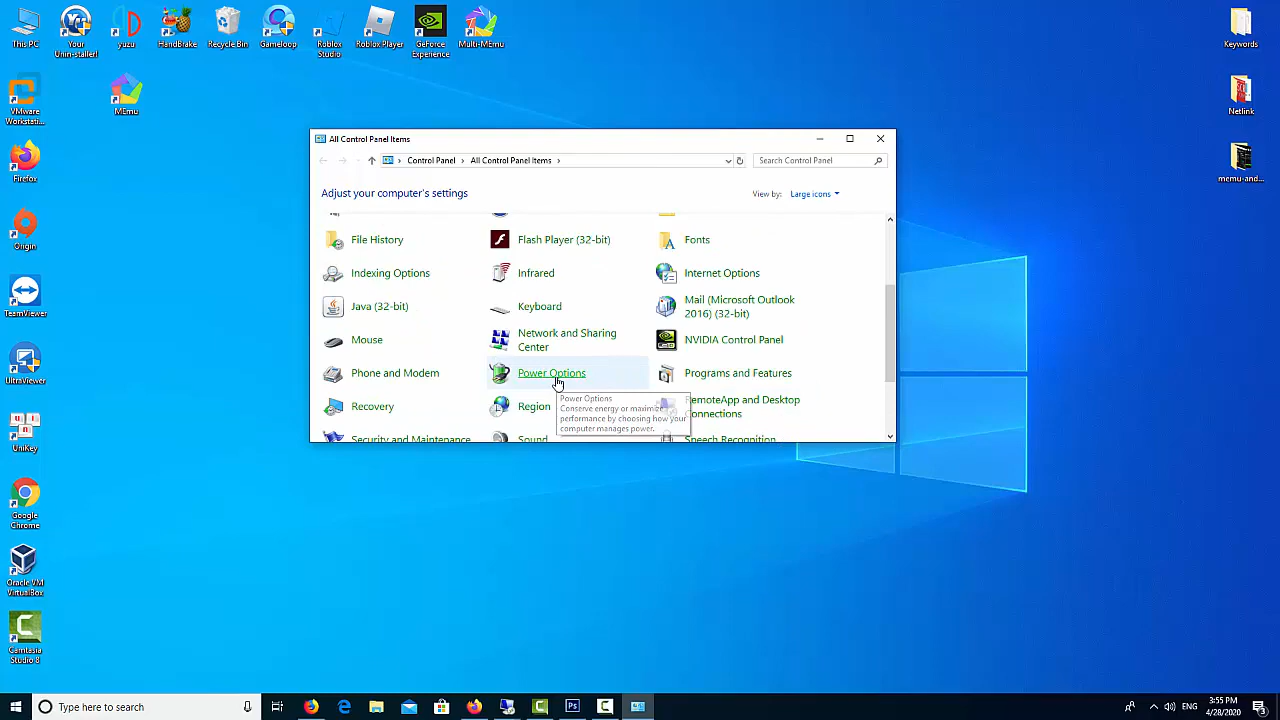 This PC
Your
Unin-staller!
yuzu
HandBrake
Recycle Bin
Gameloop
Roblox
Studio
Roblox Player
GeForce
Experience
Multi-MEmu
Keywords
VMware
Workstati...
MEmu
Netlink
Firefox
memu-and...
Origin
TeamViewer
UltraViewer
UniKey
Google
Chrome
Oracle VM
VirtualBox
Camtasia
Studio 8
All Control Panel Items
Control Panel > All Control Panel Items >
Search Control Panel
Adjust your computer's settings
View by: Large icons
File History
Flash Player (32-bit)
Fonts
Indexing Options
Infrared
Internet Options
Java (32-bit)
Keyboard
Mail (Microsoft Outlook
2016) (32-bit)
Mouse
Network and Sharing
Center
NVIDIA Control Panel
Phone and Modem
Power Options
Programs and Features
Recovery
Region
RemoteApp and Desktop
Connections
Power Options
Conserve energy or maximize
performance by choosing how your
computer manages power.
Security and Maintenance
Sound
Speech Recognition
Type here to search
ENG
3:55 PM
4/28/2020